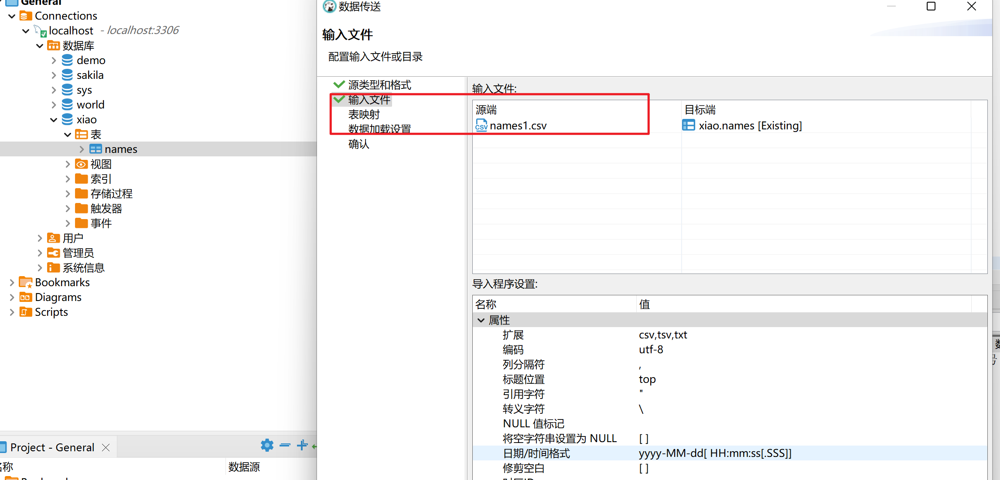 General
Connections
localhost - localhost:3306
数据库
demo
sakila
sys
world
xiao
表
names
视图
索引
存储过程
触发器
事件
用户
管理员
系统信息
Bookmarks
Diagrams
Scripts
Project - General
名称 数据源
数据传送
输入文件
配置输入文件或目录
源类型和格式
输入文件
表映射
数据加载设置
确认
输入文件:
源端 目标端
names1.csv xiao.names [Existing]
导入程序设置:
名称 值
属性
扩展 csv,tsv,txt
编码 utf-8
列分隔符 ,
标题位置 top
引用字符 "
转义字符 \
NULL 值标记
将空字符串设置为 NULL [ ]
日期/时间格式 yyyy-MM-dd[ HH:mm:ss[.SSS]]
修剪空白 [ ]